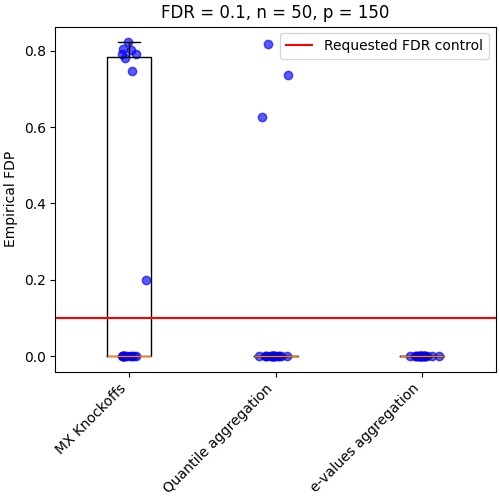 FDR = 0.1, n = 50, p = 150
Requested FDR control
Empirical FDP
0.8
0.6
0.4
0.2
0.0
MX Knockoffs
Quantile aggregation
e-values aggregation